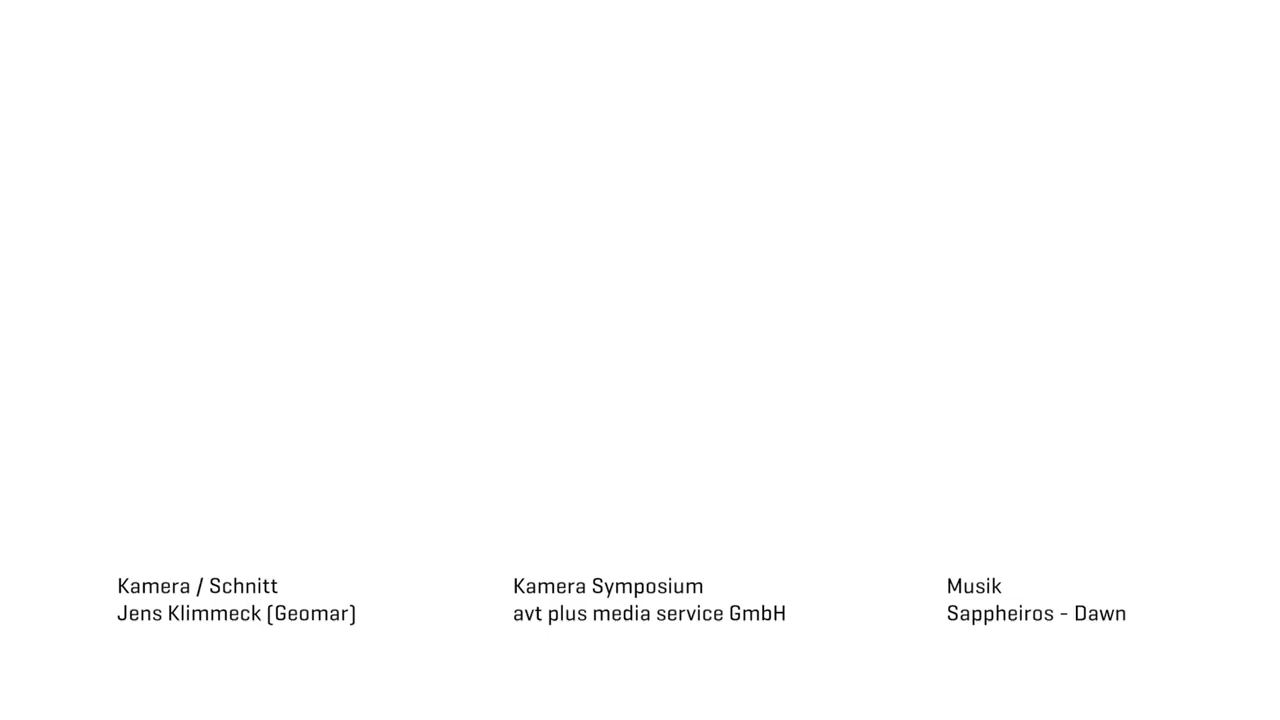 Kamera / Schnitt
Jens Klimmeck (Geomar)
Kamera Symposium
avt plus media service GmbH
Musik
Sappheiros - Dawn